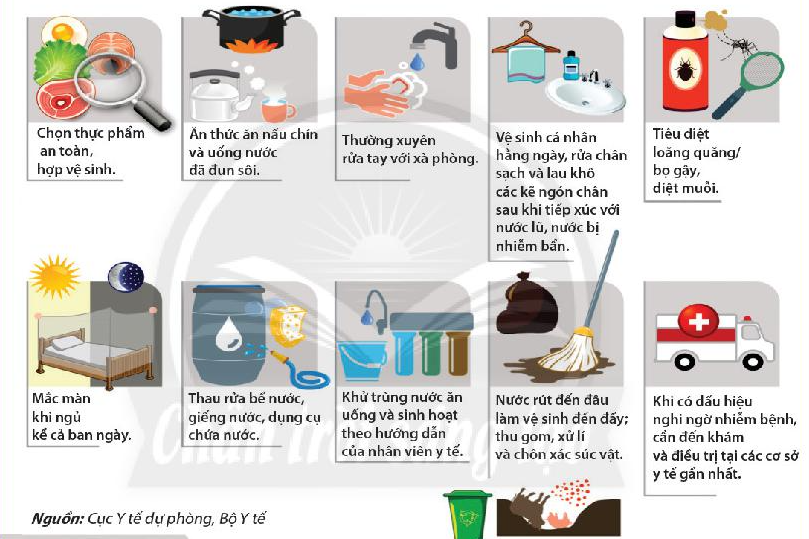 Chọn thực phẩm
an toàn,
hợp vệ sinh.
Ăn thức ăn nấu chín
và uống nước
đã đun sôi.
Thường xuyên
rửa tay với xà phòng.
Vệ sinh cá nhân
hằng ngày, rửa chân
sạch và lau khô
các kẽ ngón chân
sau khi tiếp xúc với
nước lũ, nước bị
nhiễm bẩn.
Tiêu diệt
loăng quăng/
bọ gậy,
diệt muỗi.
Mắc màn
khi ngủ
kể cả ban ngày.
Thau rửa bể nước,
giếng nước, dụng cụ
chứa nước.
Khử trùng nước ăn
uống và sinh hoạt
theo hướng dẫn
của nhân viên y tế.
Nước rút đến đâu
làm vệ sinh đến đấy;
thu gom, xử lí
và chôn xác súc vật.
Khi có dấu hiệu
nghi ngờ nhiễm bệnh,
cần đến khám
và điều trị tại các cơ sở
y tế gần nhất.
Nguồn: Cục Y tế dự phòng, Bộ Y tế